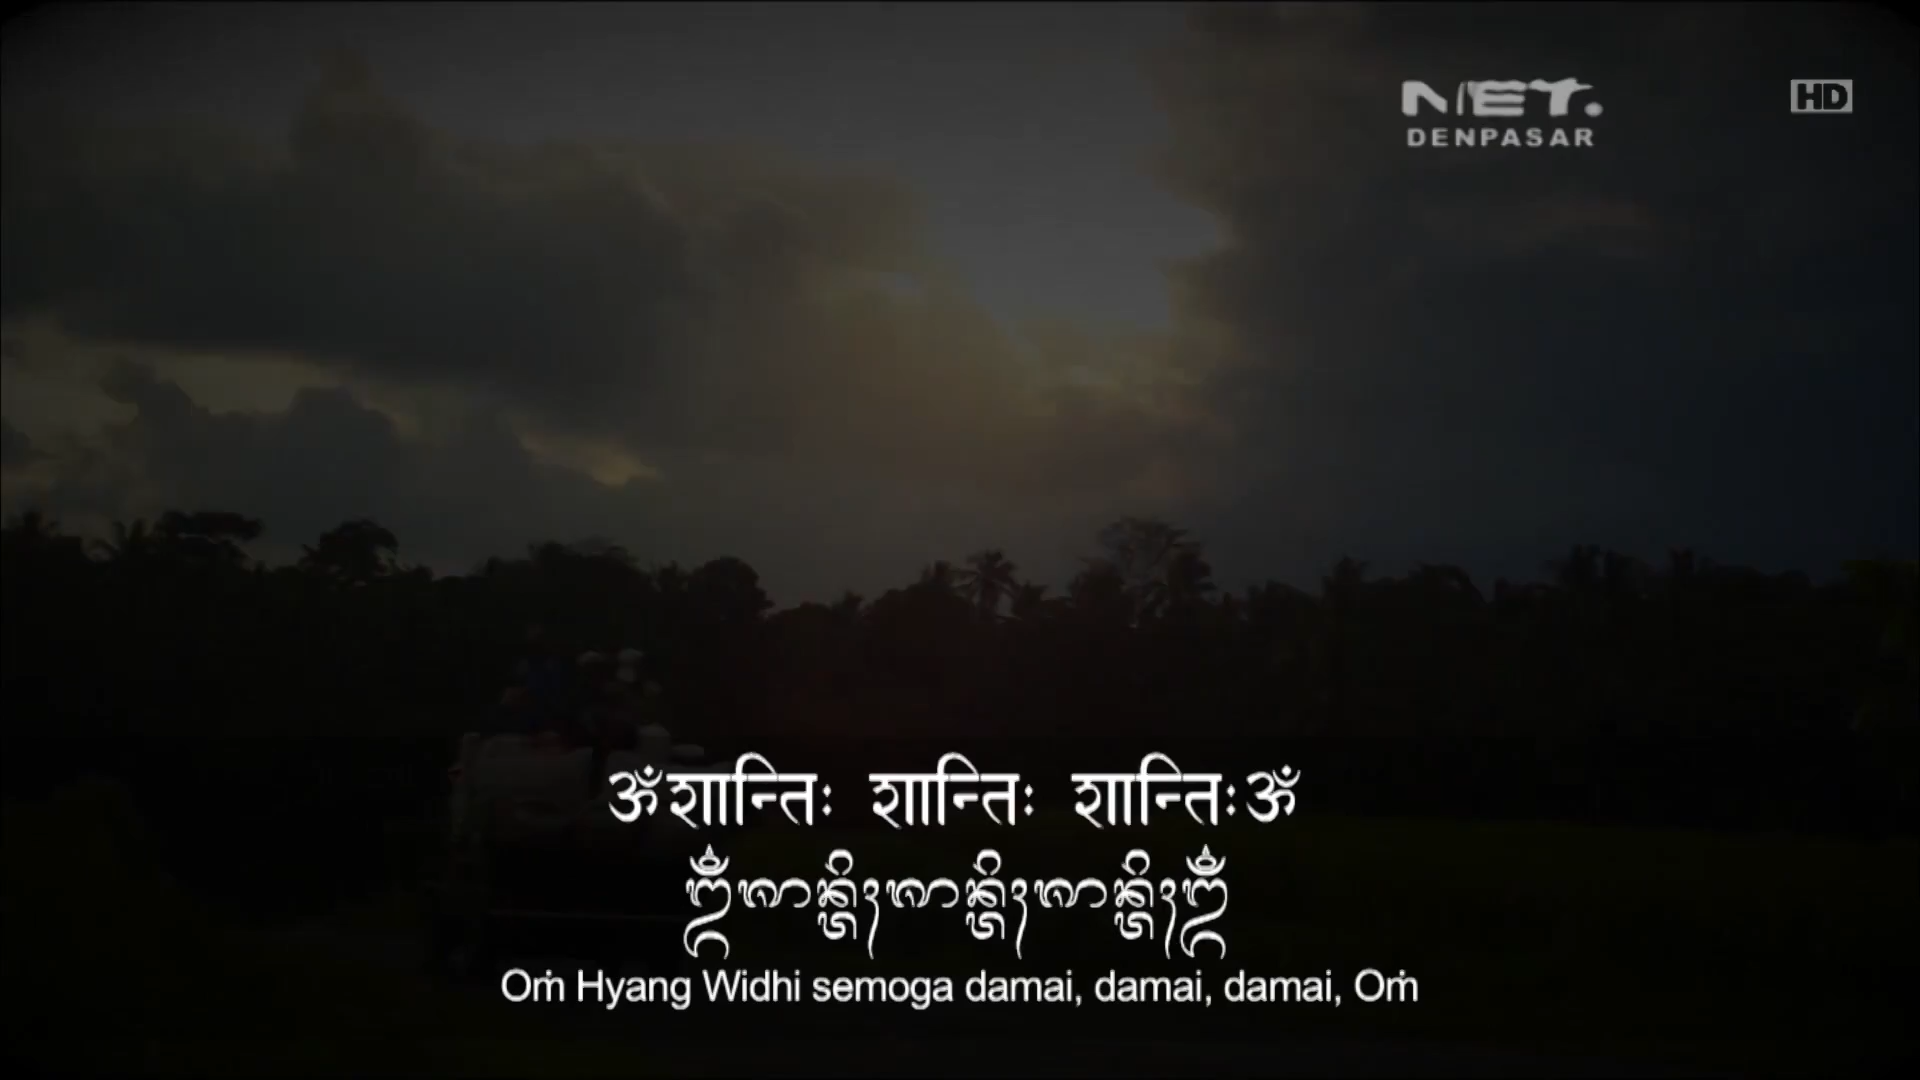 NET.
DENPASAR
HD
ॐ शान्तिः शान्तिः शान्तिः ॐ
Oṁ Hyang Widhi semoga damai, damai, damai, Oṁ